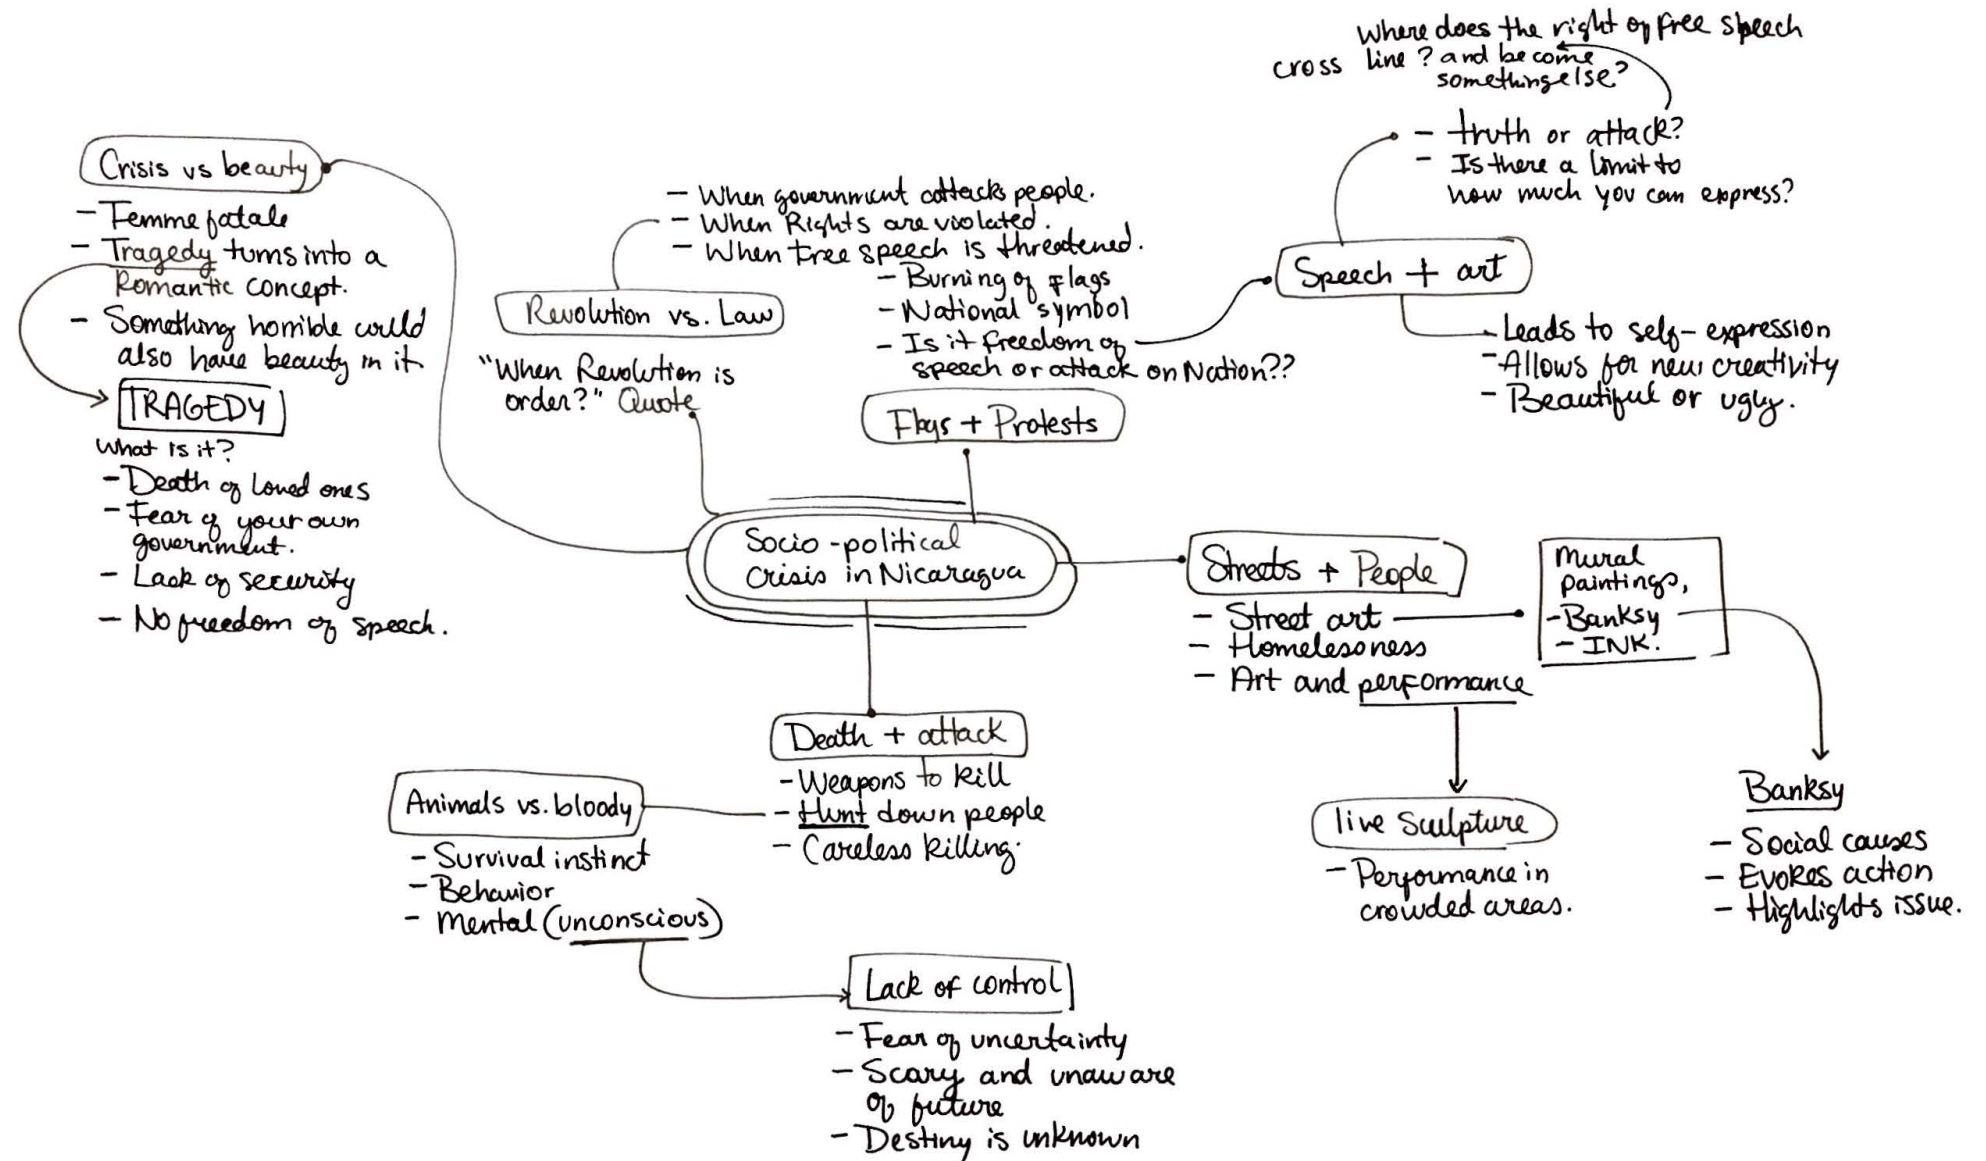 Where does the right of free speech
cross line? and become
something else?
- truth or attack?
- Is there a limit to
how much you can express?
Crisis vs beauty
- Femme fatale
- Tragedy turns into a
Romantic concept.
- Something horrible could
also have beauty in it
TRAGEDY
What is it?
- Death of loved ones
- Fear of your own
government.
- Lack of security
- No freedom of speech.
- When government attacks people.
- When Rights are violated.
- When free speech is threatened.
Revolution vs. Law
"When Revolution is
order?" Quote
- Burning of flags
- National symbol
- Is it freedom of
speech or attack on Nation??
Flags + Protests
Speech + art
- Leads to self-expression
- Allows for new creativity
- Beautiful or ugly.
Socio-political
crisis in Nicaragua
Streets + People
- Street art
- Homelessness
- Art and performance
Mural
paintings,
- Banksy
- INK.
live sculpture
- Performance in
crowded areas.
Banksy
- Social causes
- Evokes action
- Highlights issue.
Death + attack
- Weapons to kill
- Hunt down people
- Careless killing.
Animals vs. bloody
- Survival instinct
- Behavior
- Mental (unconscious)
Lack of control
- Fear of uncertainty
- Scary and unaware
of future
- Destiny is unknown